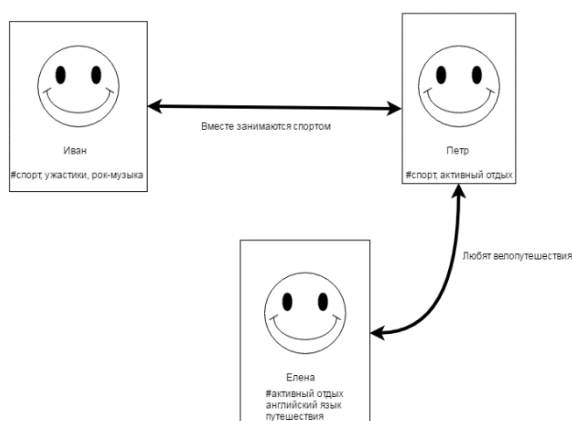 Вместе занимаются спортом
Иван
#спорт, ужастики, рок-музыка
Петр
#спорт, активный отдых
Любят велопутешествия
Елена
#активный отдых
английский язык
путешествия